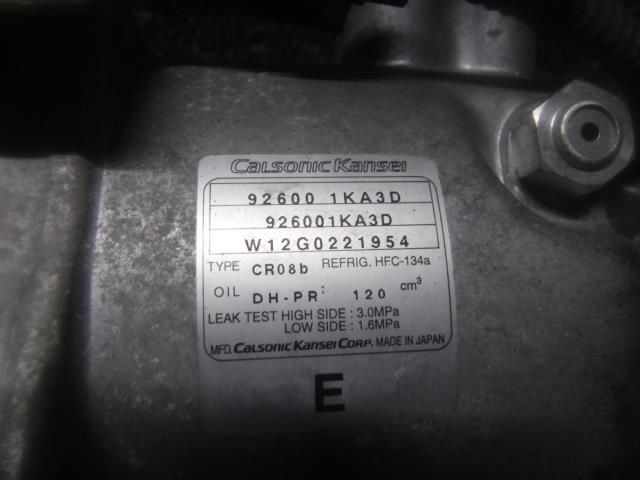 Calsonic Kansei
92600 1KA3D
926001KA3D
W12G0221954
TYPE CR08b REFRIG. HFC-134a
OIL DH-PR: 120 cm³
LEAK TEST HIGH SIDE : 3.0MPa
LOW SIDE : 1.6MPa
MFD. CALSONIC KANSEI CORP. MADE IN JAPAN
E